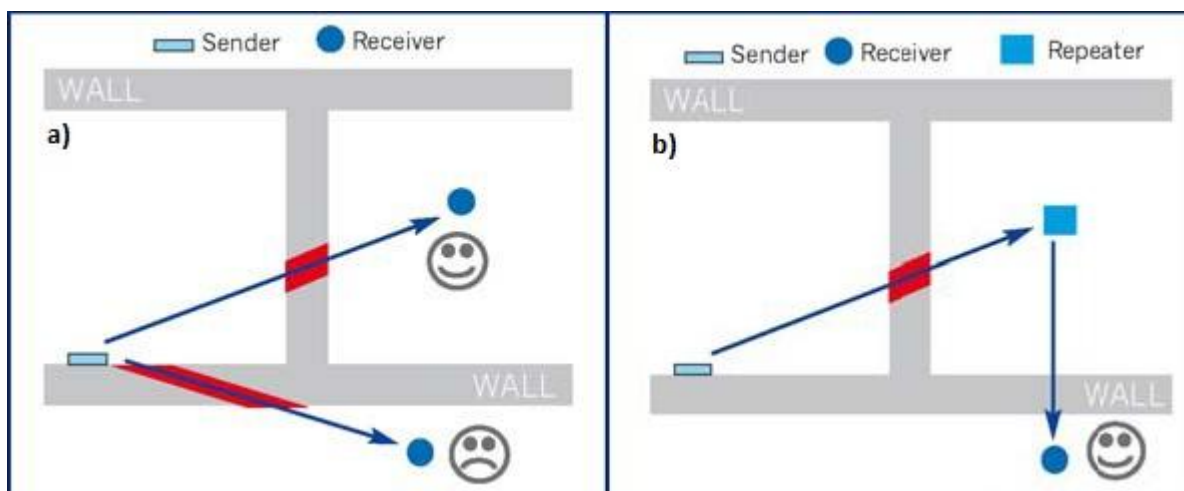 Sender Receiver
WALL
a)
WALL
Sender Receiver Repeater
WALL
b)
WALL